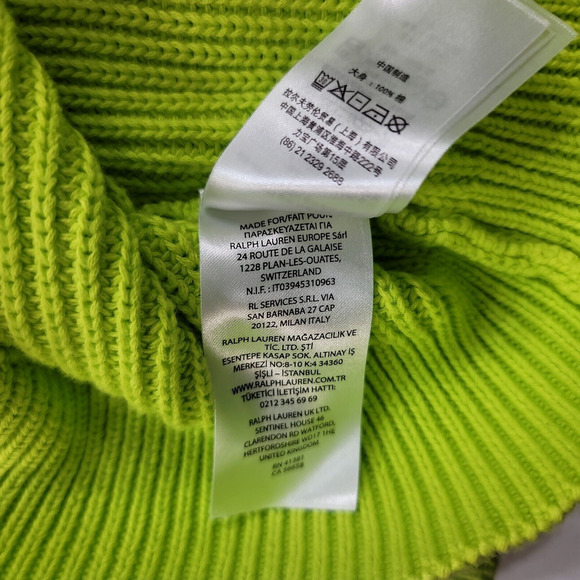 中国制造
大身 : 100% 棉
拉尔夫劳伦贸易（上海）有限公司
中国上海黄浦区淮海中路222号
力宝广场第15层
(86) 21 2329 2688
MADE FOR/FAIT POUR/
ΠΑΡΑΣΚΕΥΑΖΕΤΑΙ ΓΙΑ
RALPH LAUREN EUROPE Sárl
24 ROUTE DE LA GALAISE
1228 PLAN-LES-OUATES,
SWITZERLAND
N.I.F. : IT03945310963
RL SERVICES S.R.L. VIA
SAN BARNABA 27 CAP
20122, MILAN ITALY
RALPH LAUREN MAĞAZACILIK VE
TİC. LTD. ŞTİ
ESENTEPE KASAP SOK. ALTINAY İŞ
MERKEZİ NO:8-10 K:4 34360
ŞİŞLİ – İSTANBUL
WWW.RALPHLAUREN.COM.TR
TÜKETİCİ İLETİŞİM HATTI:
0212 345 69 69
RALPH LAUREN UK LTD.
SENTINEL HOUSE 46
CLARENDON RD WATFORD,
HERTFORDSHIRE WD17 1HE
UNITED KINGDOM
RN 41381
CA 56658